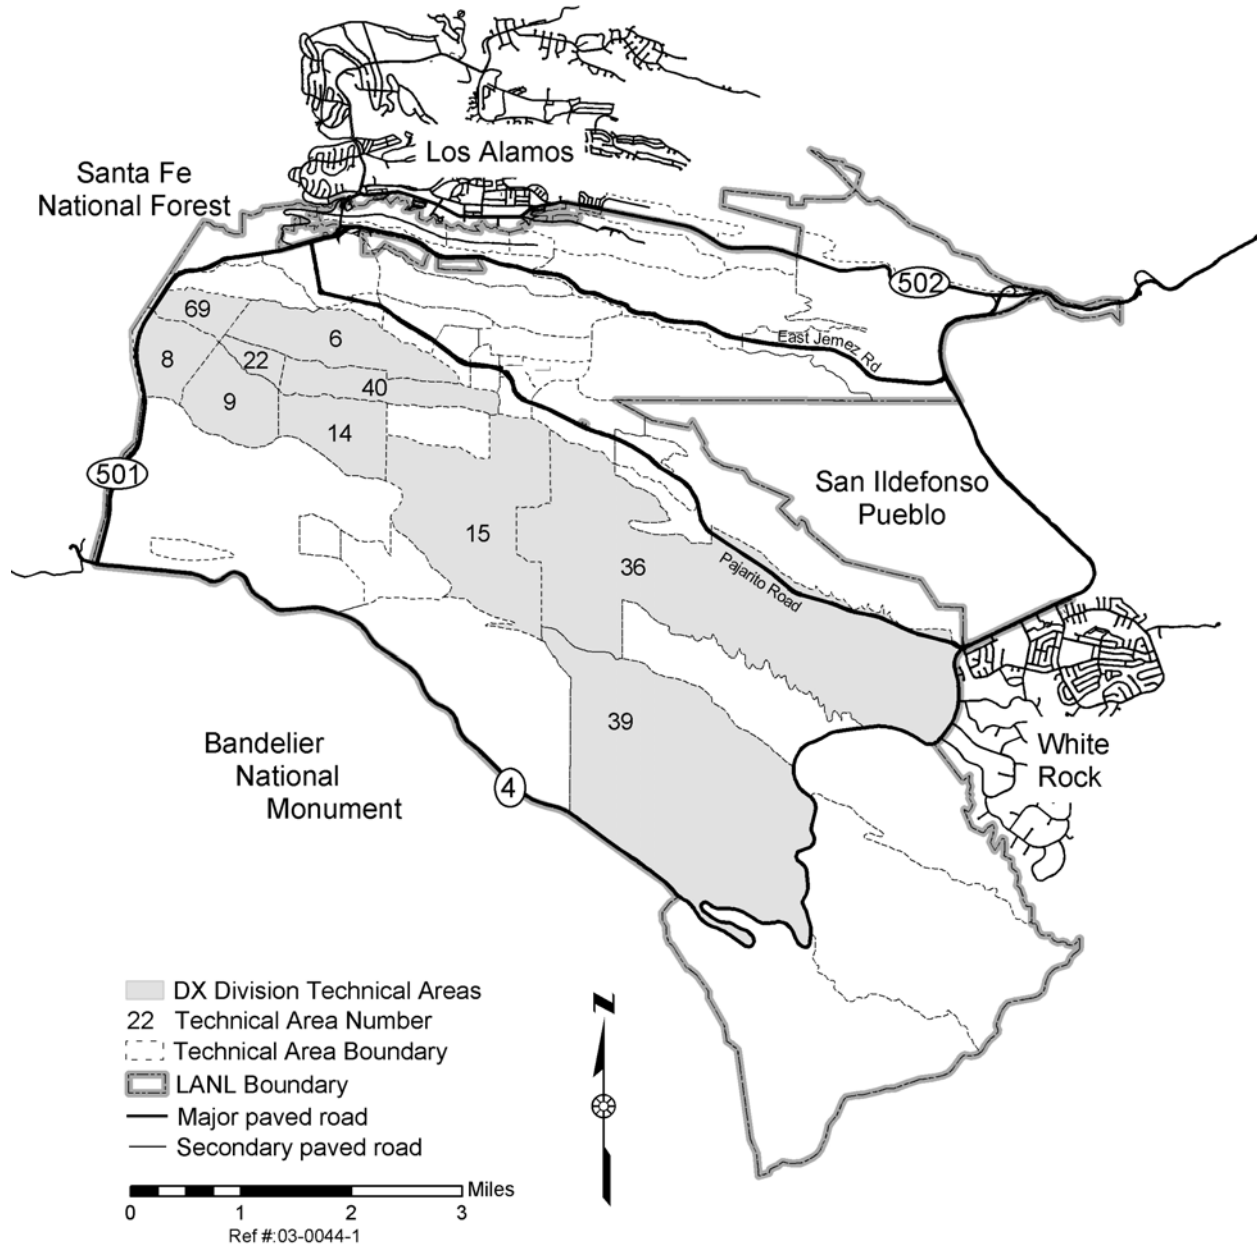 Los Alamos
Santa Fe
National Forest
502
69
6
East Jemez Rd
8
22
40
9
14
501
San Ildefonso
Pueblo
15
36
Pajarito Road
39
Bandelier
National
Monument
White
Rock
4
DX Division Technical Areas
22 Technical Area Number
Technical Area Boundary
LANL Boundary
Major paved road
Secondary paved road
N
Miles
0 1 2 3
Ref #:03-0044-1